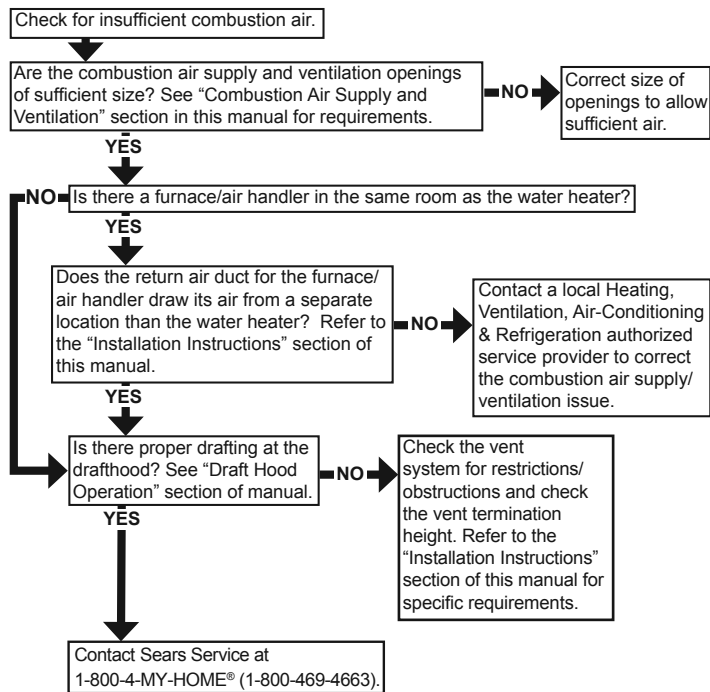 Check for insufficient combustion air.
Are the combustion air supply and ventilation openings
of sufficient size? See “Combustion Air Supply and
Ventilation” section in this manual for requirements.
NO
Correct size of
openings to allow
sufficient air.
YES
NO
Is there a furnace/air handler in the same room as the water heater?
YES
Does the return air duct for the furnace/
air handler draw its air from a separate
location than the water heater? Refer to
the “Installation Instructions” section of
this manual.
NO
Contact a local Heating,
Ventilation, Air-Conditioning
& Refrigeration authorized
service provider to correct
the combustion air supply/
ventilation issue.
YES
Is there proper drafting at the
drafthood? See “Draft Hood
Operation” section of manual.
NO
Check the vent
system for restrictions/
obstructions and check
the vent termination
height. Refer to the
“Installation Instructions”
section of this manual for
specific requirements.
YES
Contact Sears Service at
1-800-4-MY-HOME® (1-800-469-4663).